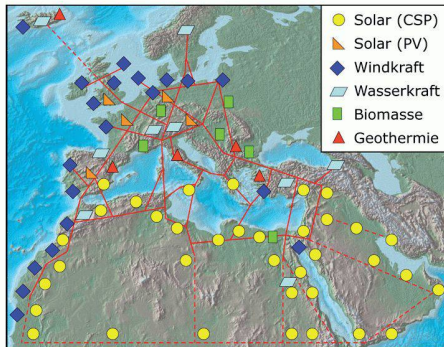 Solar (CSP)
Solar (PV)
Windkraft
Wasserkraft
Biomasse
Geothermie